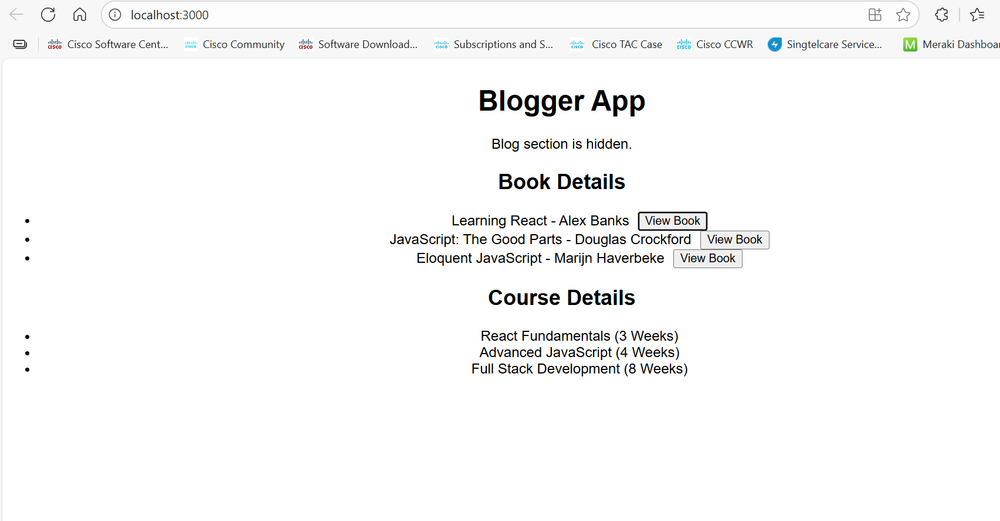 localhost:3000
Cisco Software Cent... Cisco Community Software Download... Subscriptions and S... Cisco TAC Case Cisco CCWR Singtelcare Service... M Meraki Dashboar
Blogger App
Blog section is hidden.
Book Details
Learning React - Alex Banks View Book
JavaScript: The Good Parts - Douglas Crockford View Book
Eloquent JavaScript - Marijn Haverbeke View Book
Course Details
React Fundamentals (3 Weeks)
Advanced JavaScript (4 Weeks)
Full Stack Development (8 Weeks)